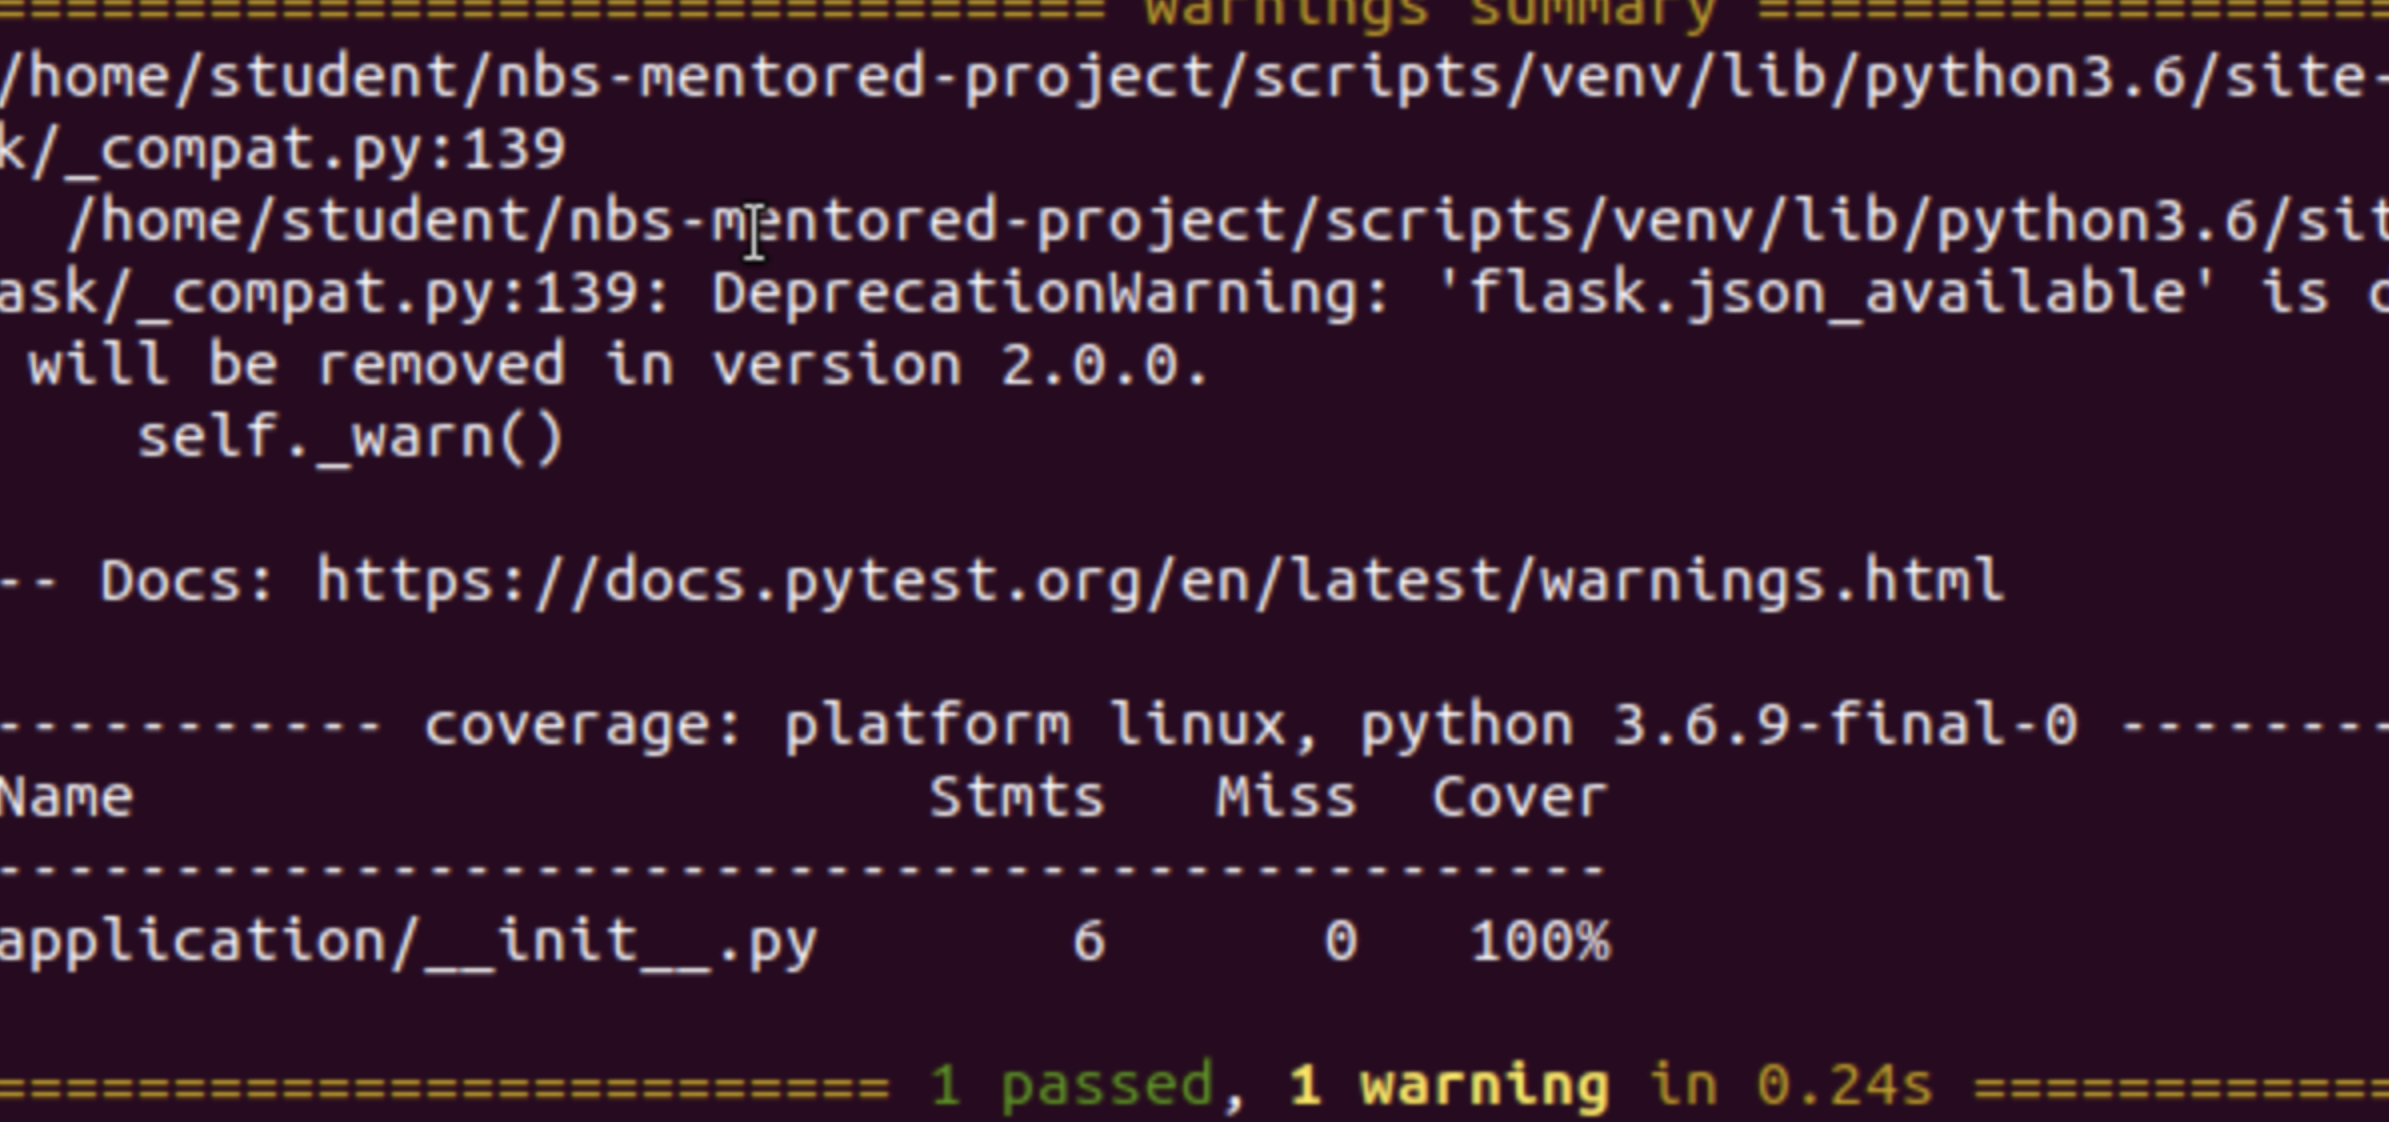 ============================== warnings summary ==================
/home/student/nbs-mentored-project/scripts/venv/lib/python3.6/site-
k/_compat.py:139
/home/student/nbs-mentored-project/scripts/venv/lib/python3.6/sit
ask/_compat.py:139: DeprecationWarning: 'flask.json_available' is
will be removed in version 2.0.0.
self._warn()
-- Docs: https://docs.pytest.org/en/latest/warnings.html
----------- coverage: platform linux, python 3.6.9-final-0 --------
Name Stmts Miss Cover
---------------------------------------------
application/__init__.py 6 0 100%
========================= 1 passed, 1 warning in 0.24s ============